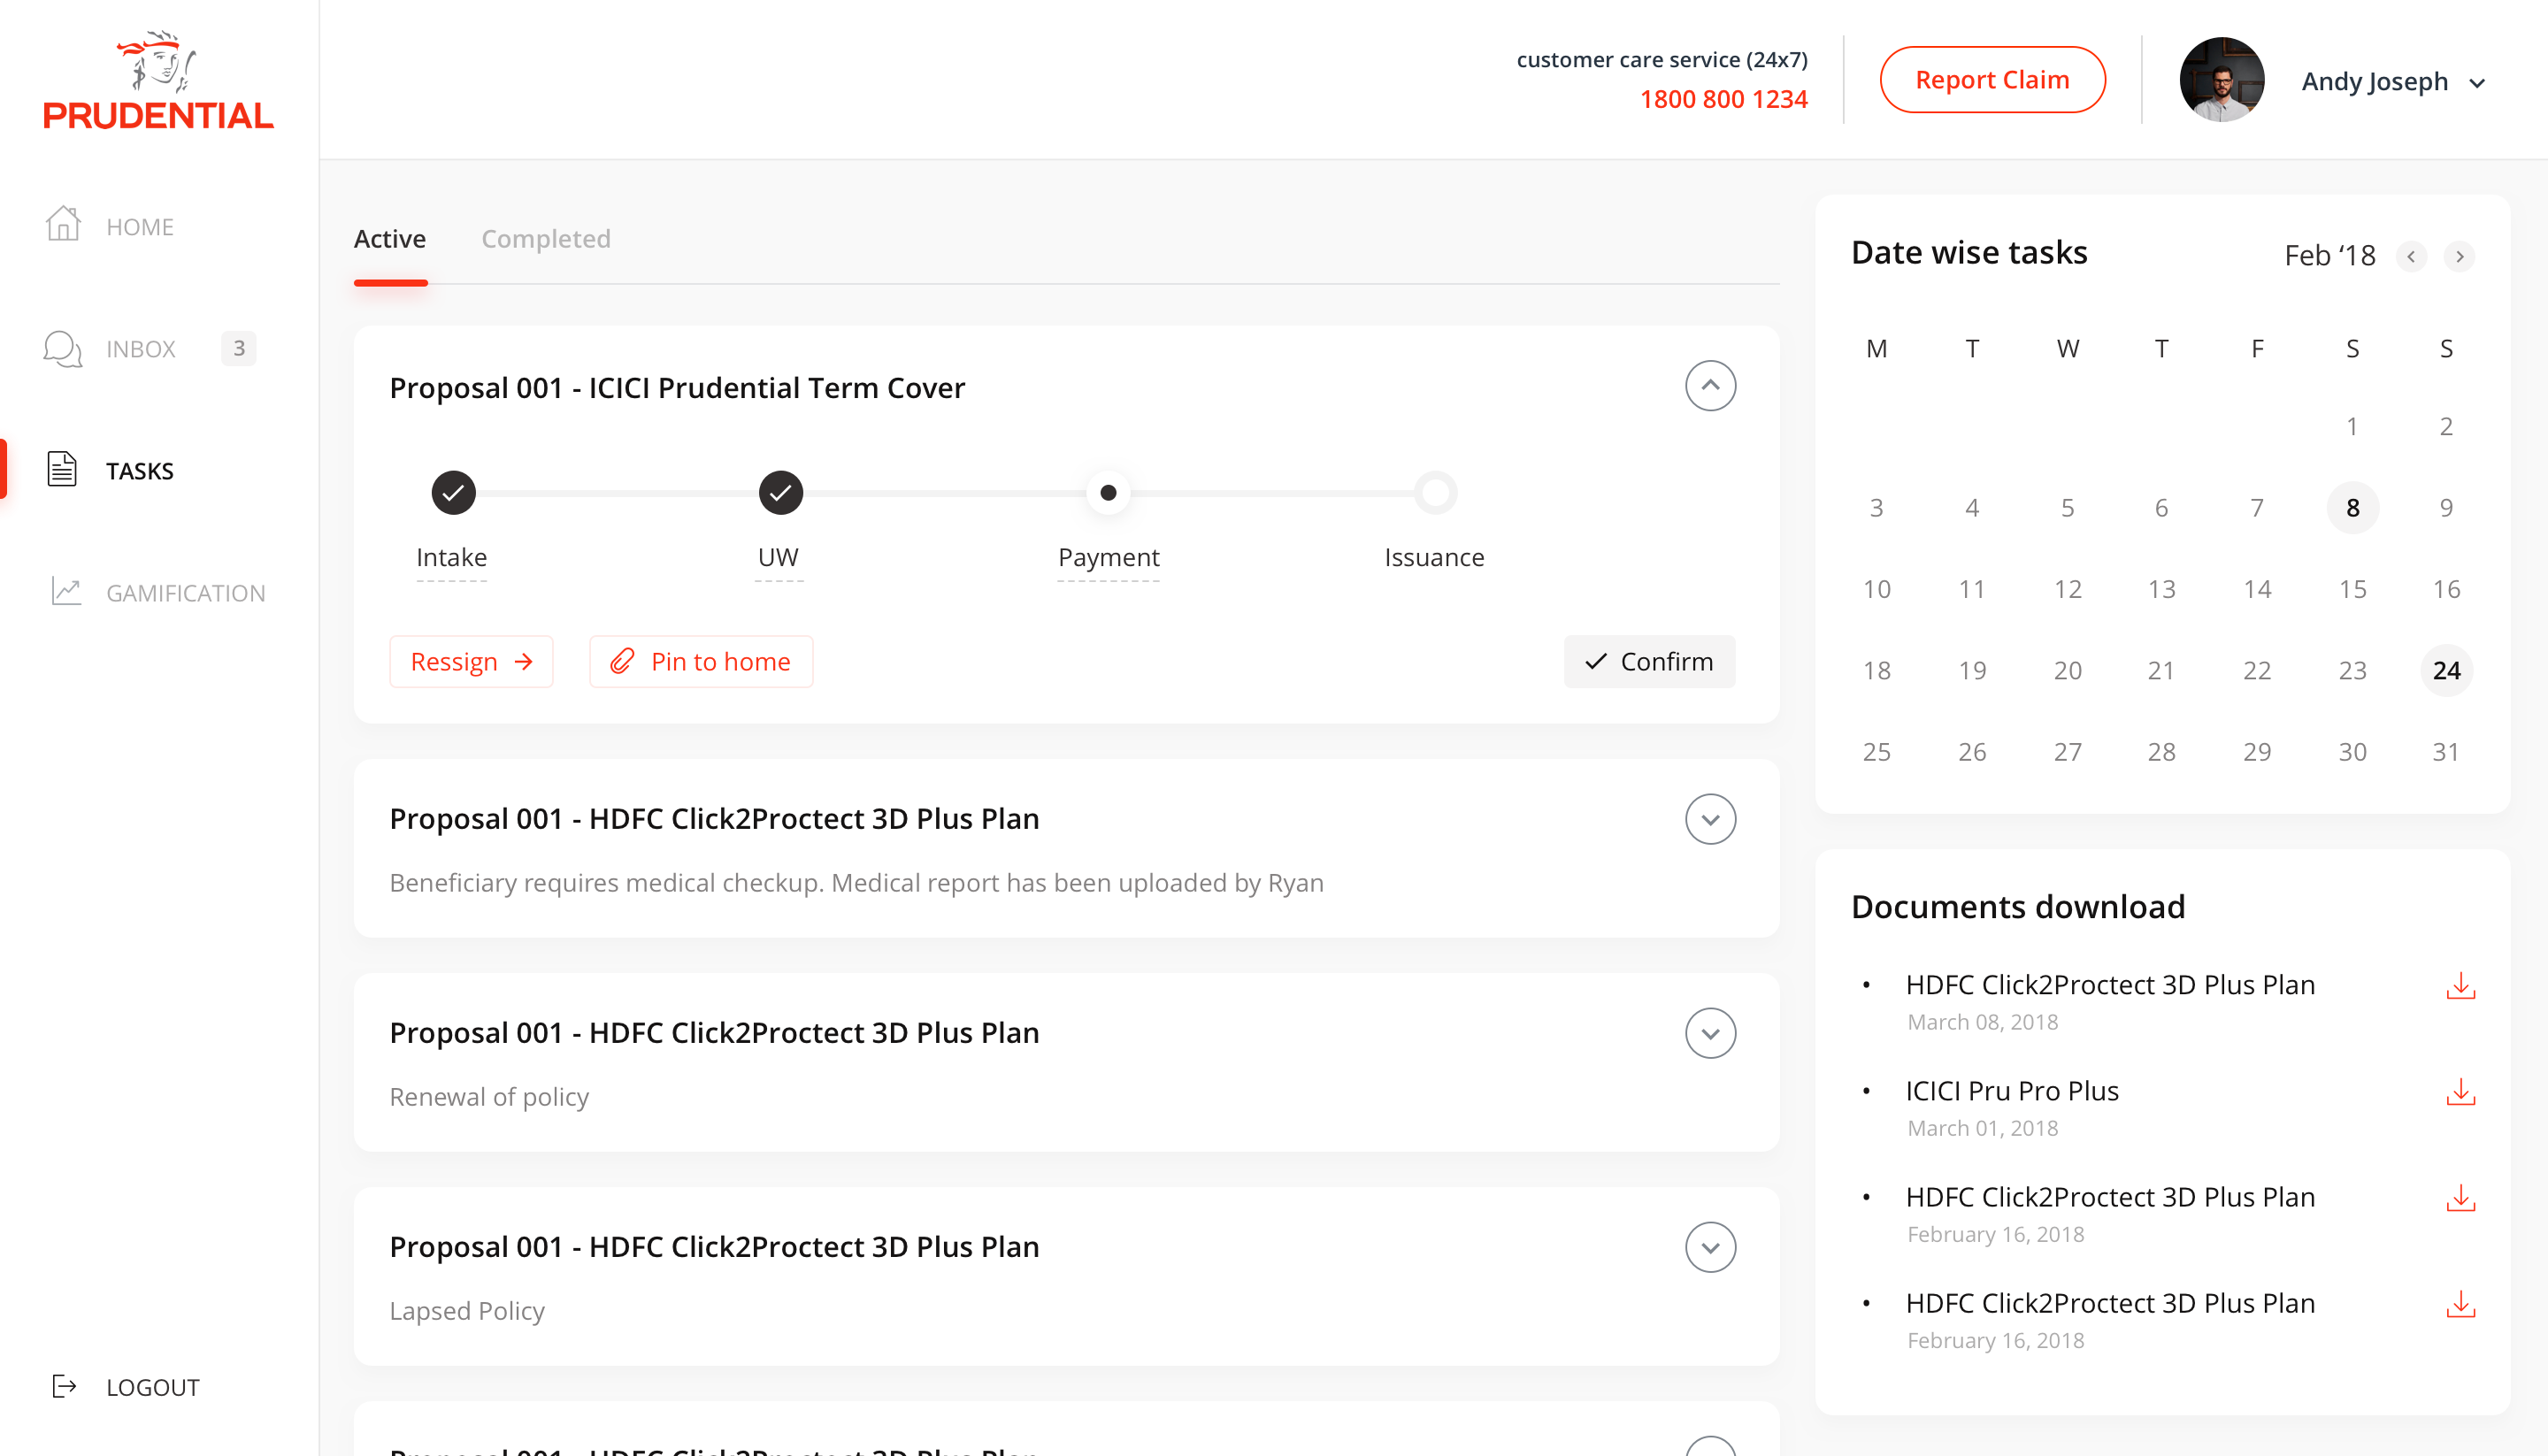 PRUDENTIAL
HOME
INBOX 3
TASKS
GAMIFICATION
LOGOUT
customer care service (24x7)
1800 800 1234
Report Claim
Andy Joseph
Active Completed
Proposal 001 - ICICI Prudential Term Cover
Intake UW Payment Issuance
Ressign Pin to home Confirm
Proposal 001 - HDFC Click2Proctect 3D Plus Plan
Beneficiary requires medical checkup. Medical report has been uploaded by Ryan
Proposal 001 - HDFC Click2Proctect 3D Plus Plan
Renewal of policy
Proposal 001 - HDFC Click2Proctect 3D Plus Plan
Lapsed Policy
Proposal 001 - HDFC Click2Proctect 3D Plus Plan
Date wise tasks Feb ‘18
M T W T F S S
1 2
3 4 5 6 7 8 9
10 11 12 13 14 15 16
18 19 20 21 22 23 24
25 26 27 28 29 30 31
Documents download
• HDFC Click2Proctect 3D Plus Plan
March 08, 2018
• ICICI Pru Pro Plus
March 01, 2018
• HDFC Click2Proctect 3D Plus Plan
February 16, 2018
• HDFC Click2Proctect 3D Plus Plan
February 16, 2018